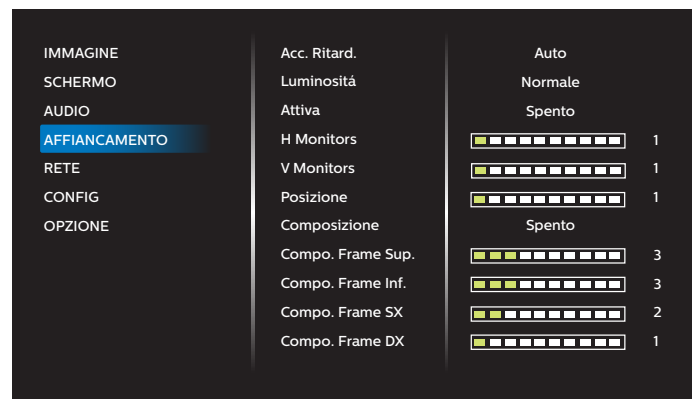 IMMAGINE
SCHERMO
AUDIO
AFFIANCAMENTO
RETE
CONFIG
OPZIONE
Acc. Ritard. Auto
Luminositá Normale
Attiva Spento
H Monitors 1
V Monitors 1
Posizione 1
Composizione Spento
Compo. Frame Sup. 3
Compo. Frame Inf. 3
Compo. Frame SX 2
Compo. Frame DX 1